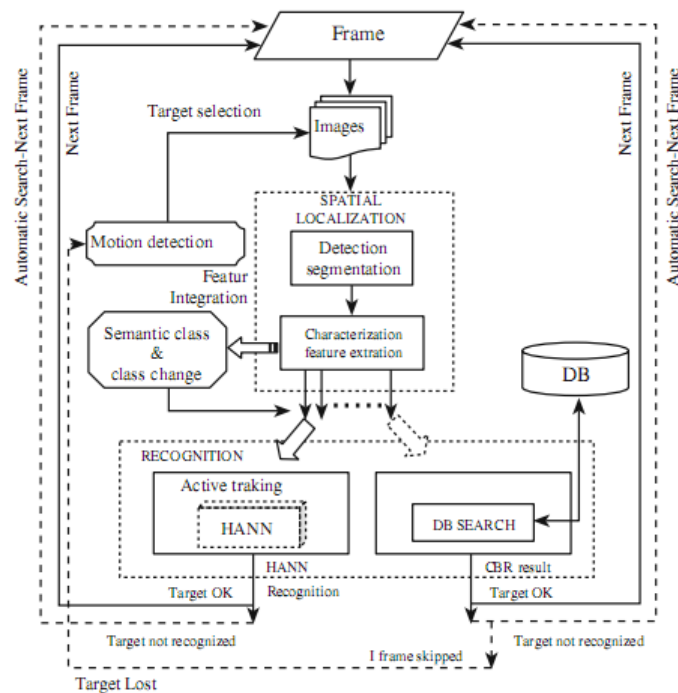 Frame
Automatic Search-Next Frame
Next Frame
Next Frame
Automatic Search-Next Frame
Target selection
Images
SPATIAL
LOCALIZATION
Motion detection
Detection
segmentation
Featur
Integration
Semantic class
&
class change
Characterization
feature extration
DB
RECOGNITION
Active traking
HANN
DB SEARCH
HANN
CBR result
Target OK
Recognition
Target OK
Target not recognized
I frame skipped
Target not recognized
Target Lost